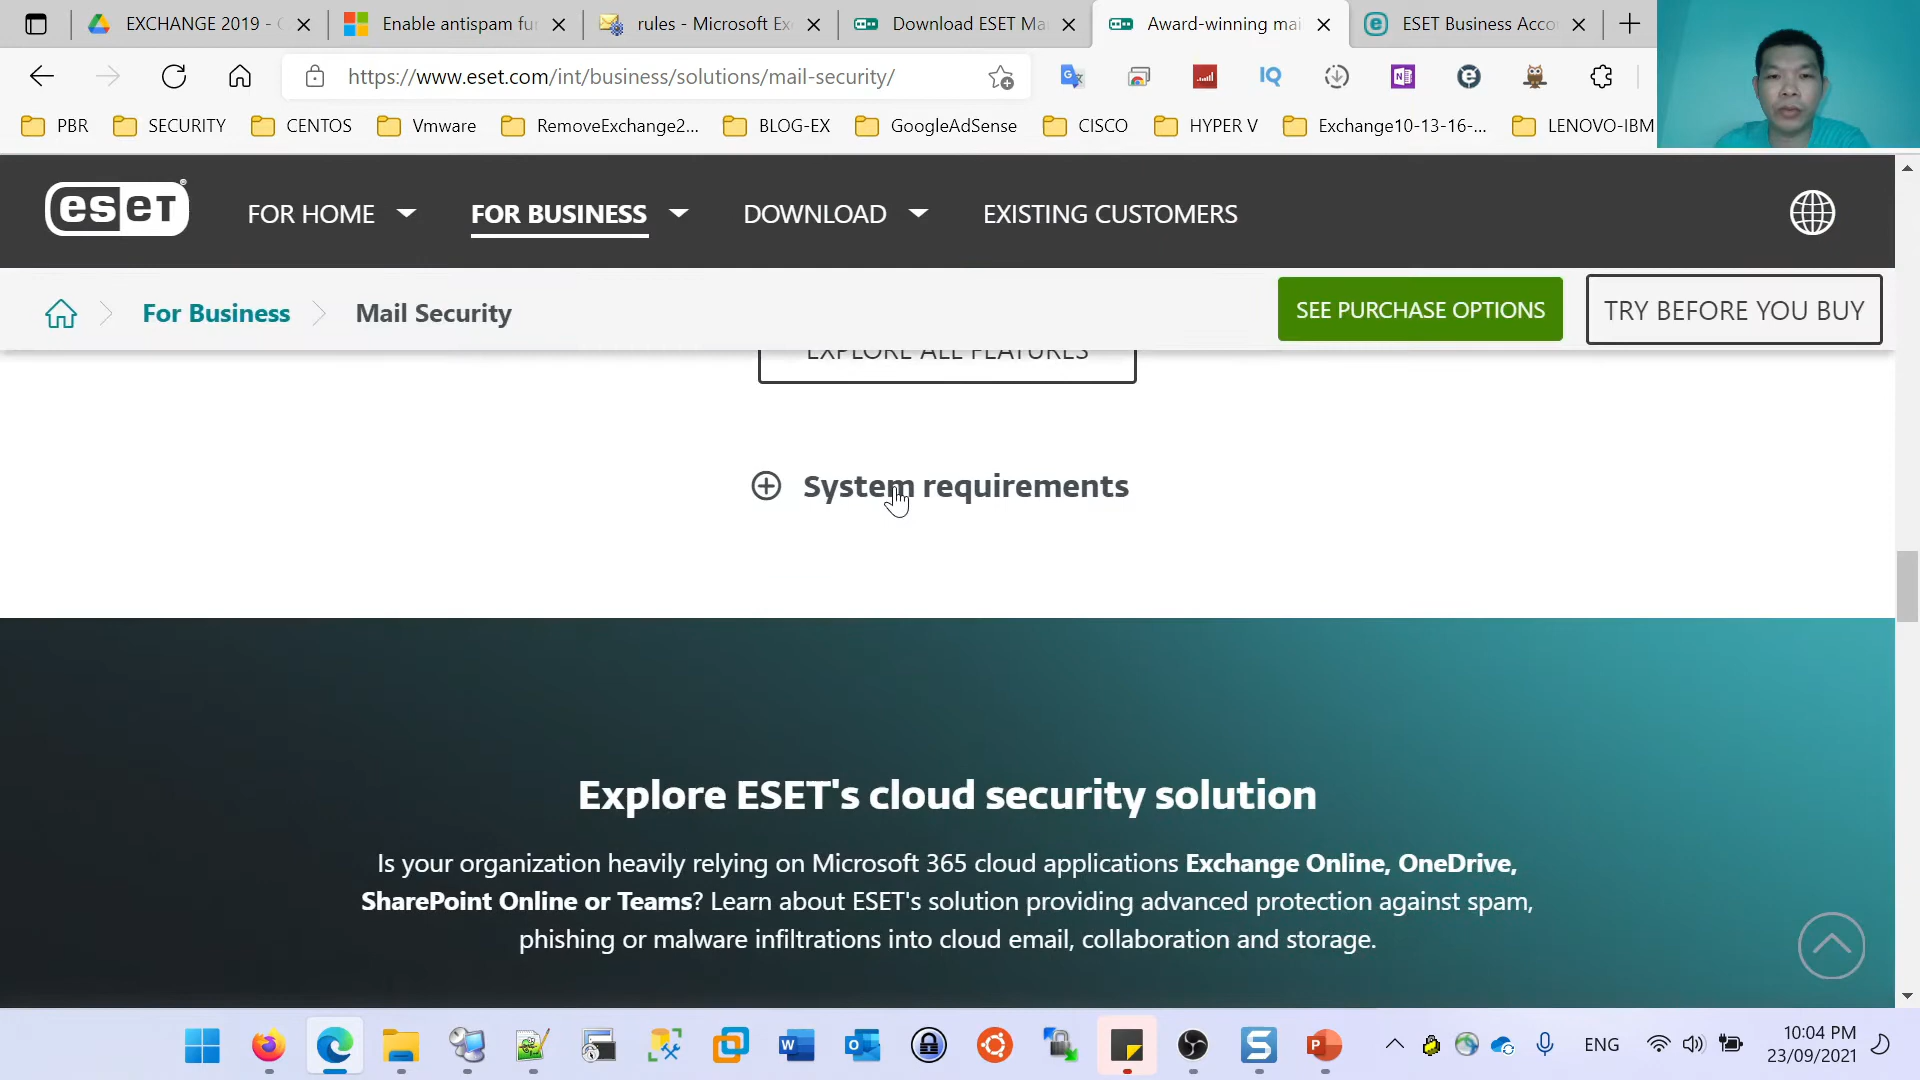 EXCHANGE 2019 -
Enable antispam fu
rules - Microsoft Ex
Download ESET Ma
Award-winning mai
ESET Business Acco
https://www.eset.com/int/business/solutions/mail-security/
IQ
PBR
SECURITY
CENTOS
Vmware
RemoveExchange2...
BLOG-EX
GoogleAdSense
CISCO
HYPER V
Exchange10-13-16-...
LENOVO-IBM
eset
FOR HOME
FOR BUSINESS
DOWNLOAD
EXISTING CUSTOMERS
For Business
Mail Security
SEE PURCHASE OPTIONS
TRY BEFORE YOU BUY
EXPLORE ALL FEATURES
System requirements
Explore ESET's cloud security solution
Is your organization heavily relying on Microsoft 365 cloud applications Exchange Online, OneDrive,
SharePoint Online or Teams? Learn about ESET's solution providing advanced protection against spam,
phishing or malware infiltrations into cloud email, collaboration and storage.
ENG
10:04 PM
23/09/2021